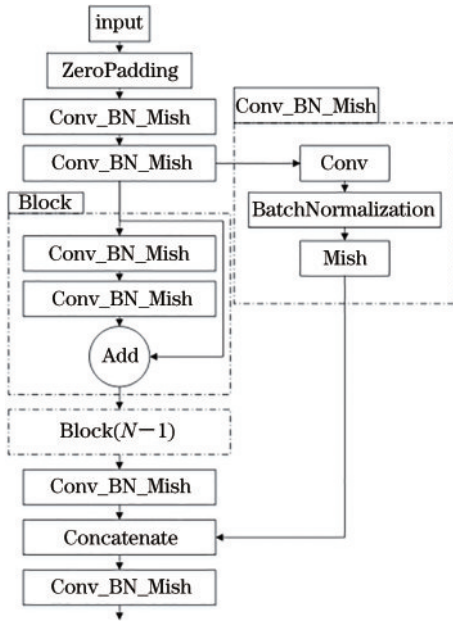 input
ZeroPadding
Conv_BN_Mish
Conv_BN_Mish
Block
Conv_BN_Mish
Conv_BN_Mish
Add
Block(N−1)
Conv_BN_Mish
Concatenate
Conv_BN_Mish
Conv_BN_Mish
Conv
BatchNormalization
Mish